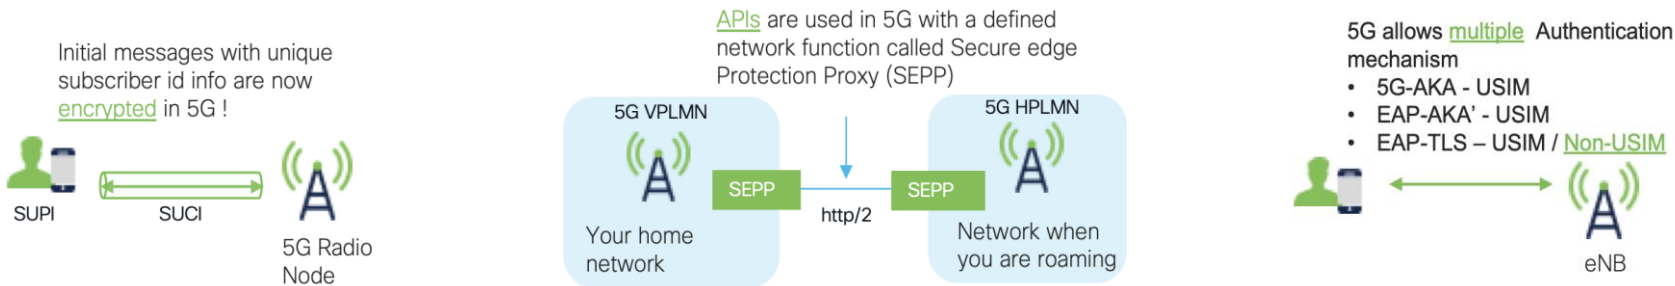 Initial messages with unique
subscriber id info are now
encrypted in 5G !
SUPI
SUCI
5G Radio
Node
APIs are used in 5G with a defined
network function called Secure edge
Protection Proxy (SEPP)
5G VPLMN
5G HPLMN
SEPP
SEPP
http/2
Your home
network
Network when
you are roaming
5G allows multiple Authentication
mechanism
• 5G-AKA - USIM
• EAP-AKA' - USIM
• EAP-TLS – USIM / Non-USIM
eNB